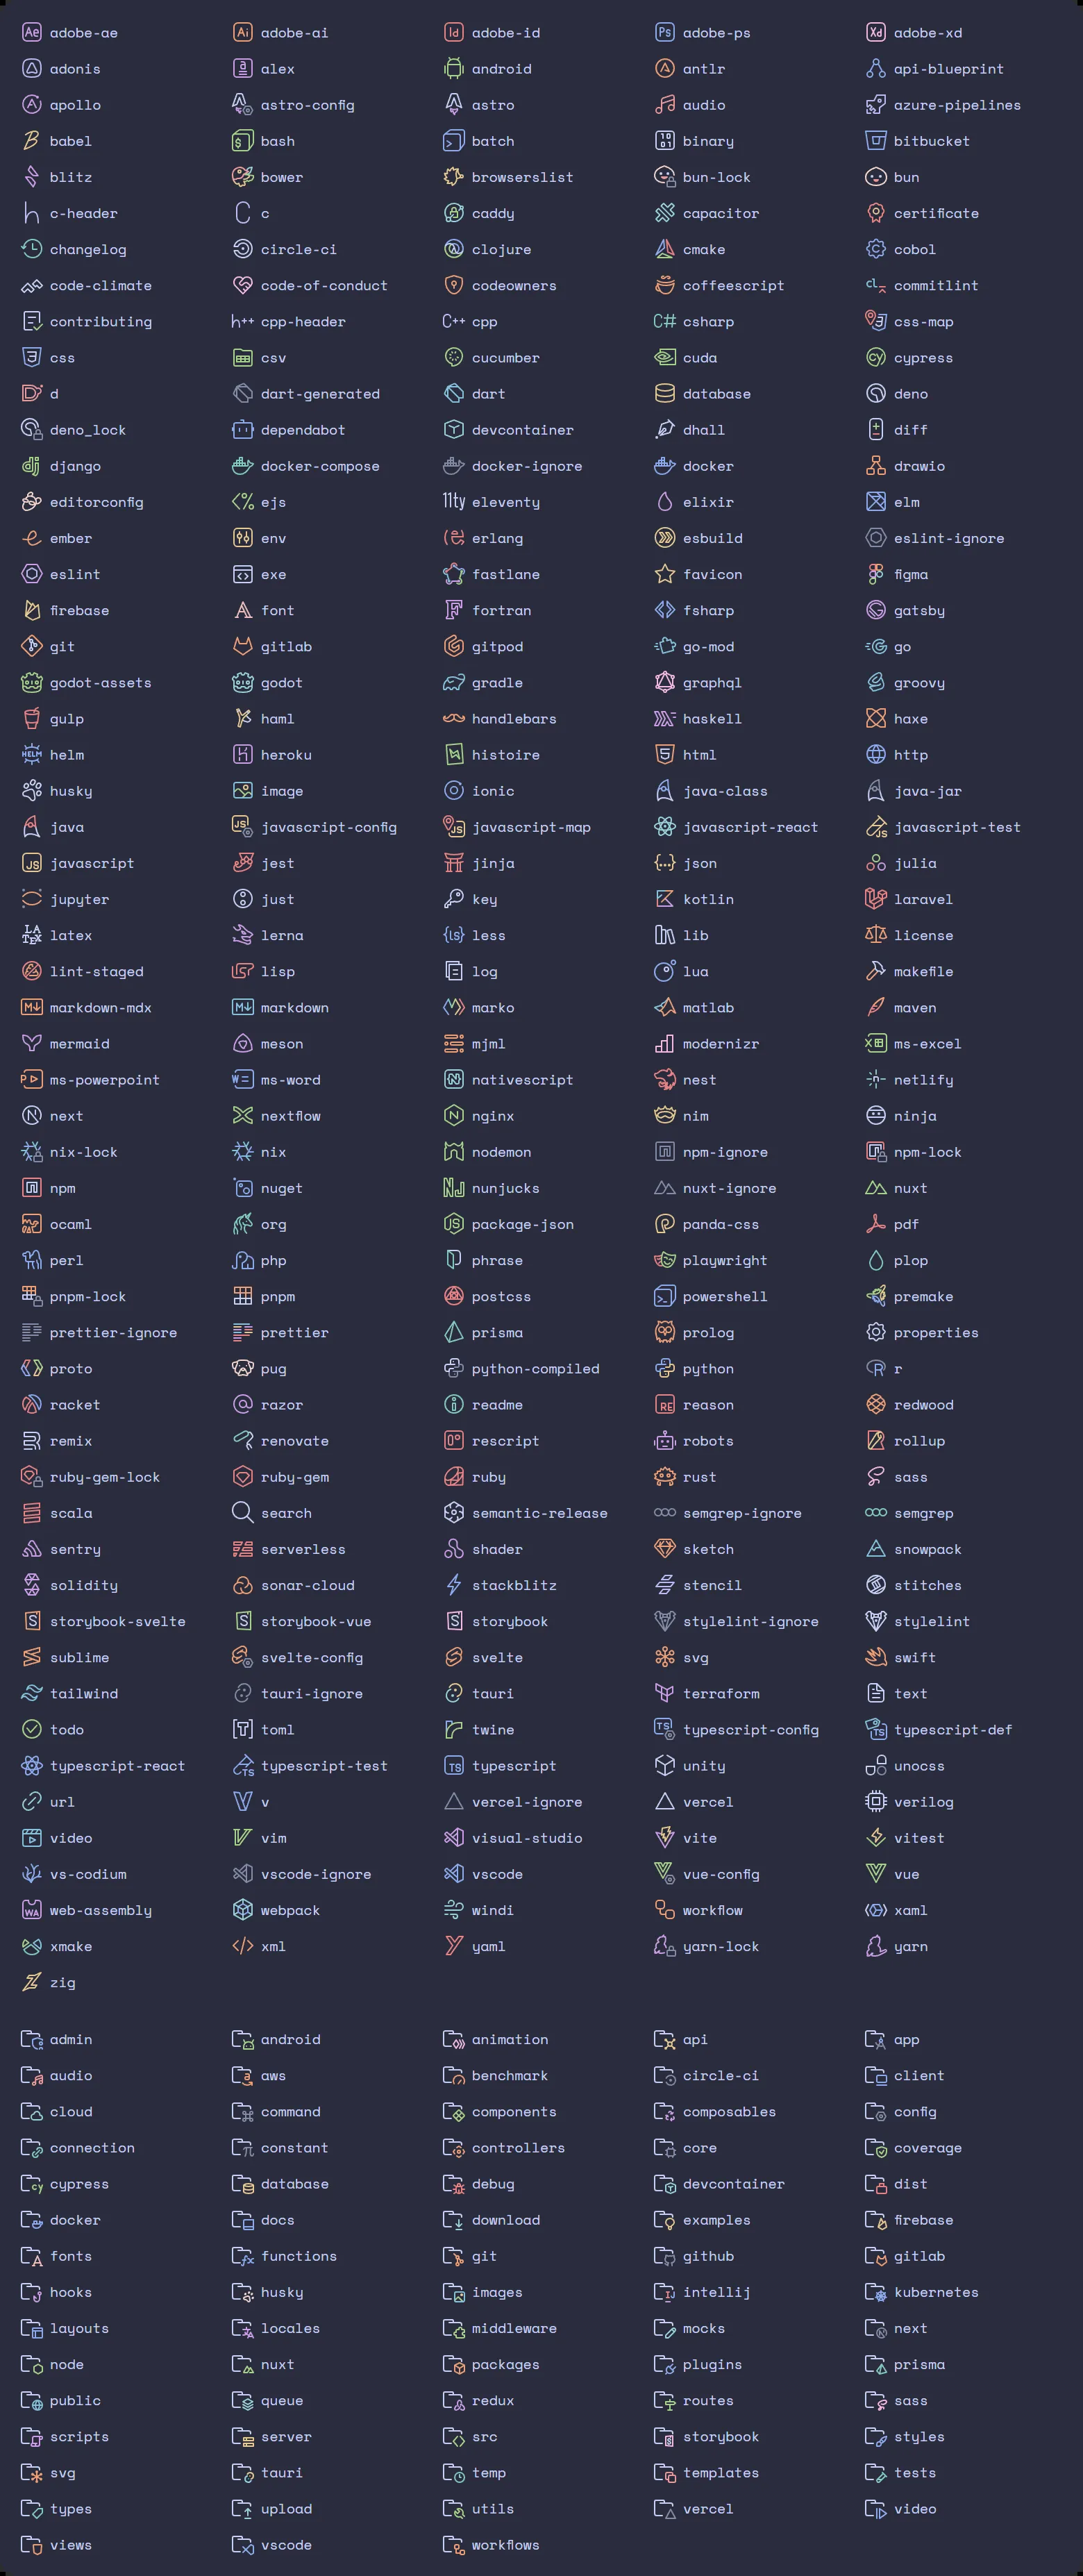 adobe-ae adobe-ai adobe-id adobe-ps adobe-xd
adonis alex android antlr api-blueprint
apollo astro-config astro audio azure-pipelines
babel bash batch binary bitbucket
blitz bower browserslist bun-lock bun
c-header c caddy capacitor certificate
changelog circle-ci clojure cmake cobol
code-climate code-of-conduct codeowners coffeescript commitlint
contributing cpp-header cpp csharp css-map
css csv cucumber cuda cypress
d dart-generated dart database deno
deno_lock dependabot devcontainer dhall diff
django docker-compose docker-ignore docker drawio
editorconfig ejs eleventy elixir elm
ember env erlang esbuild eslint-ignore
eslint exe fastlane favicon figma
firebase font fortran fsharp gatsby
git gitlab gitpod go-mod go
godot-assets godot gradle graphql groovy
gulp haml handlebars haskell haxe
helm heroku histoire html http
husky image ionic java-class java-jar
java javascript-config javascript-map javascript-react javascript-test
javascript jest jinja json julia
jupyter just key kotlin laravel
latex lerna less lib license
lint-staged lisp log lua makefile
markdown-mdx markdown marko matlab maven
mermaid meson mjml modernizr ms-excel
ms-powerpoint ms-word nativescript nest netlify
next nextflow nginx nim ninja
nix-lock nix nodemon npm-ignore npm-lock
npm nuget nunjucks nuxt-ignore nuxt
ocaml org package-json panda-css pdf
perl php phrase playwright plop
pnpm-lock pnpm postcss powershell premake
prettier-ignore prettier prisma prolog properties
proto pug python-compiled python r
racket razor readme reason redwood
remix renovate rescript robots rollup
ruby-gem-lock ruby-gem ruby rust sass
scala search semantic-release semgrep-ignore semgrep
sentry serverless shader sketch snowpack
solidity sonar-cloud stackblitz stencil stitches
storybook-svelte storybook-vue storybook stylelint-ignore stylelint
sublime svelte-config svelte svg swift
tailwind tauri-ignore tauri terraform text
todo toml twine typescript-config typescript-def
typescript-react typescript-test typescript unity unocss
url v vercel-ignore vercel verilog
video vim visual-studio vite vitest
vs-codium vscode-ignore vscode vue-config vue
web-assembly webpack windi workflow xaml
xmake xml yaml yarn-lock yarn
zig
admin android animation api app
audio aws benchmark circle-ci client
cloud command components composables config
connection constant controllers core coverage
cypress database debug devcontainer dist
docker docs download examples firebase
fonts functions git github gitlab
hooks husky images intellij kubernetes
layouts locales middleware mocks next
node nuxt packages plugins prisma
public queue redux routes sass
scripts server src storybook styles
svg tauri temp templates tests
types upload utils vercel video
views vscode workflows